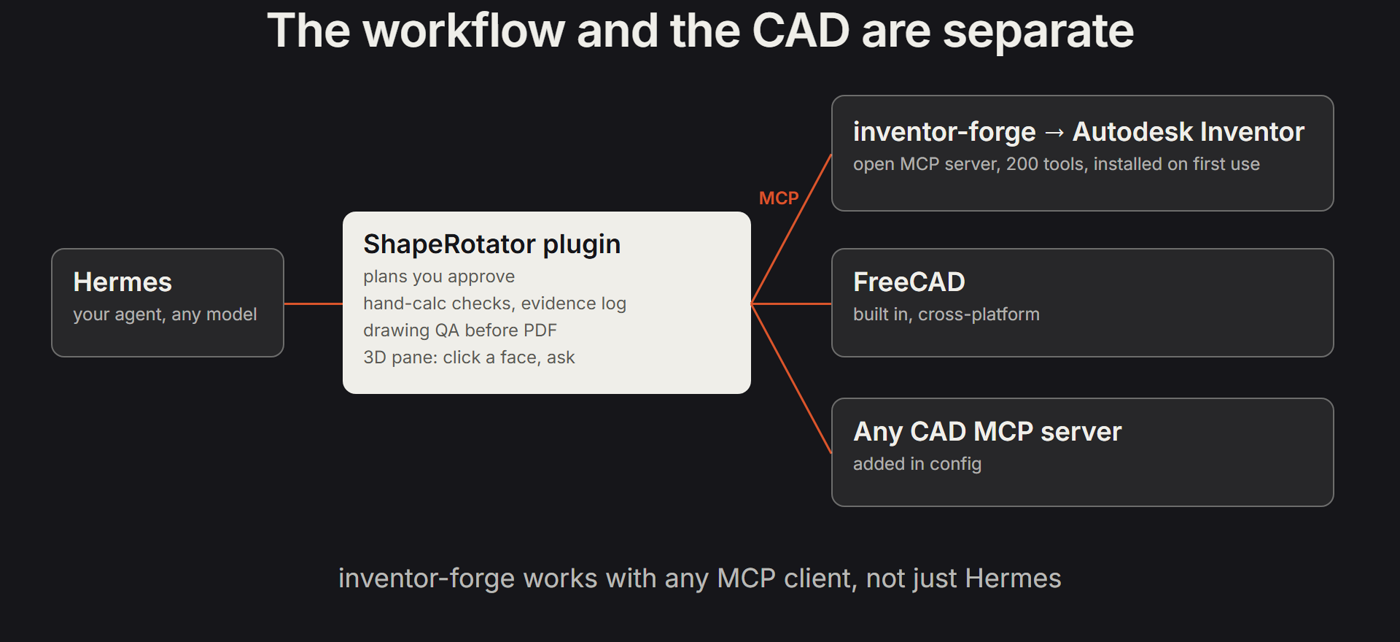 The workflow and the CAD are separate
Hermes
your agent, any model
ShapeRotator plugin
plans you approve
hand-calc checks, evidence log
drawing QA before PDF
3D pane: click a face, ask
MCP
inventor-forge → Autodesk Inventor
open MCP server, 200 tools, installed on first use
FreeCAD
built in, cross-platform
Any CAD MCP server
added in config
inventor-forge works with any MCP client, not just Hermes